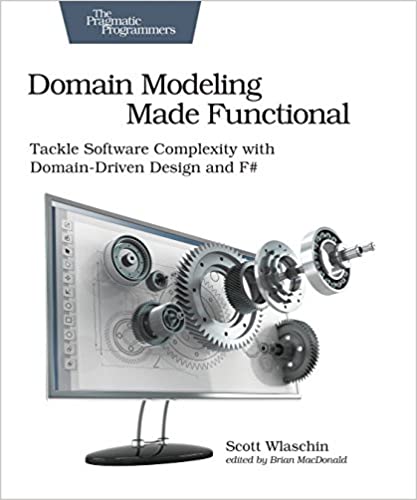 The
Pragmatic
Programmers
Domain Modeling
Made Functional
Tackle Software Complexity with
Domain-Driven Design and F#
Scott Wlaschin
edited by Brian MacDonald